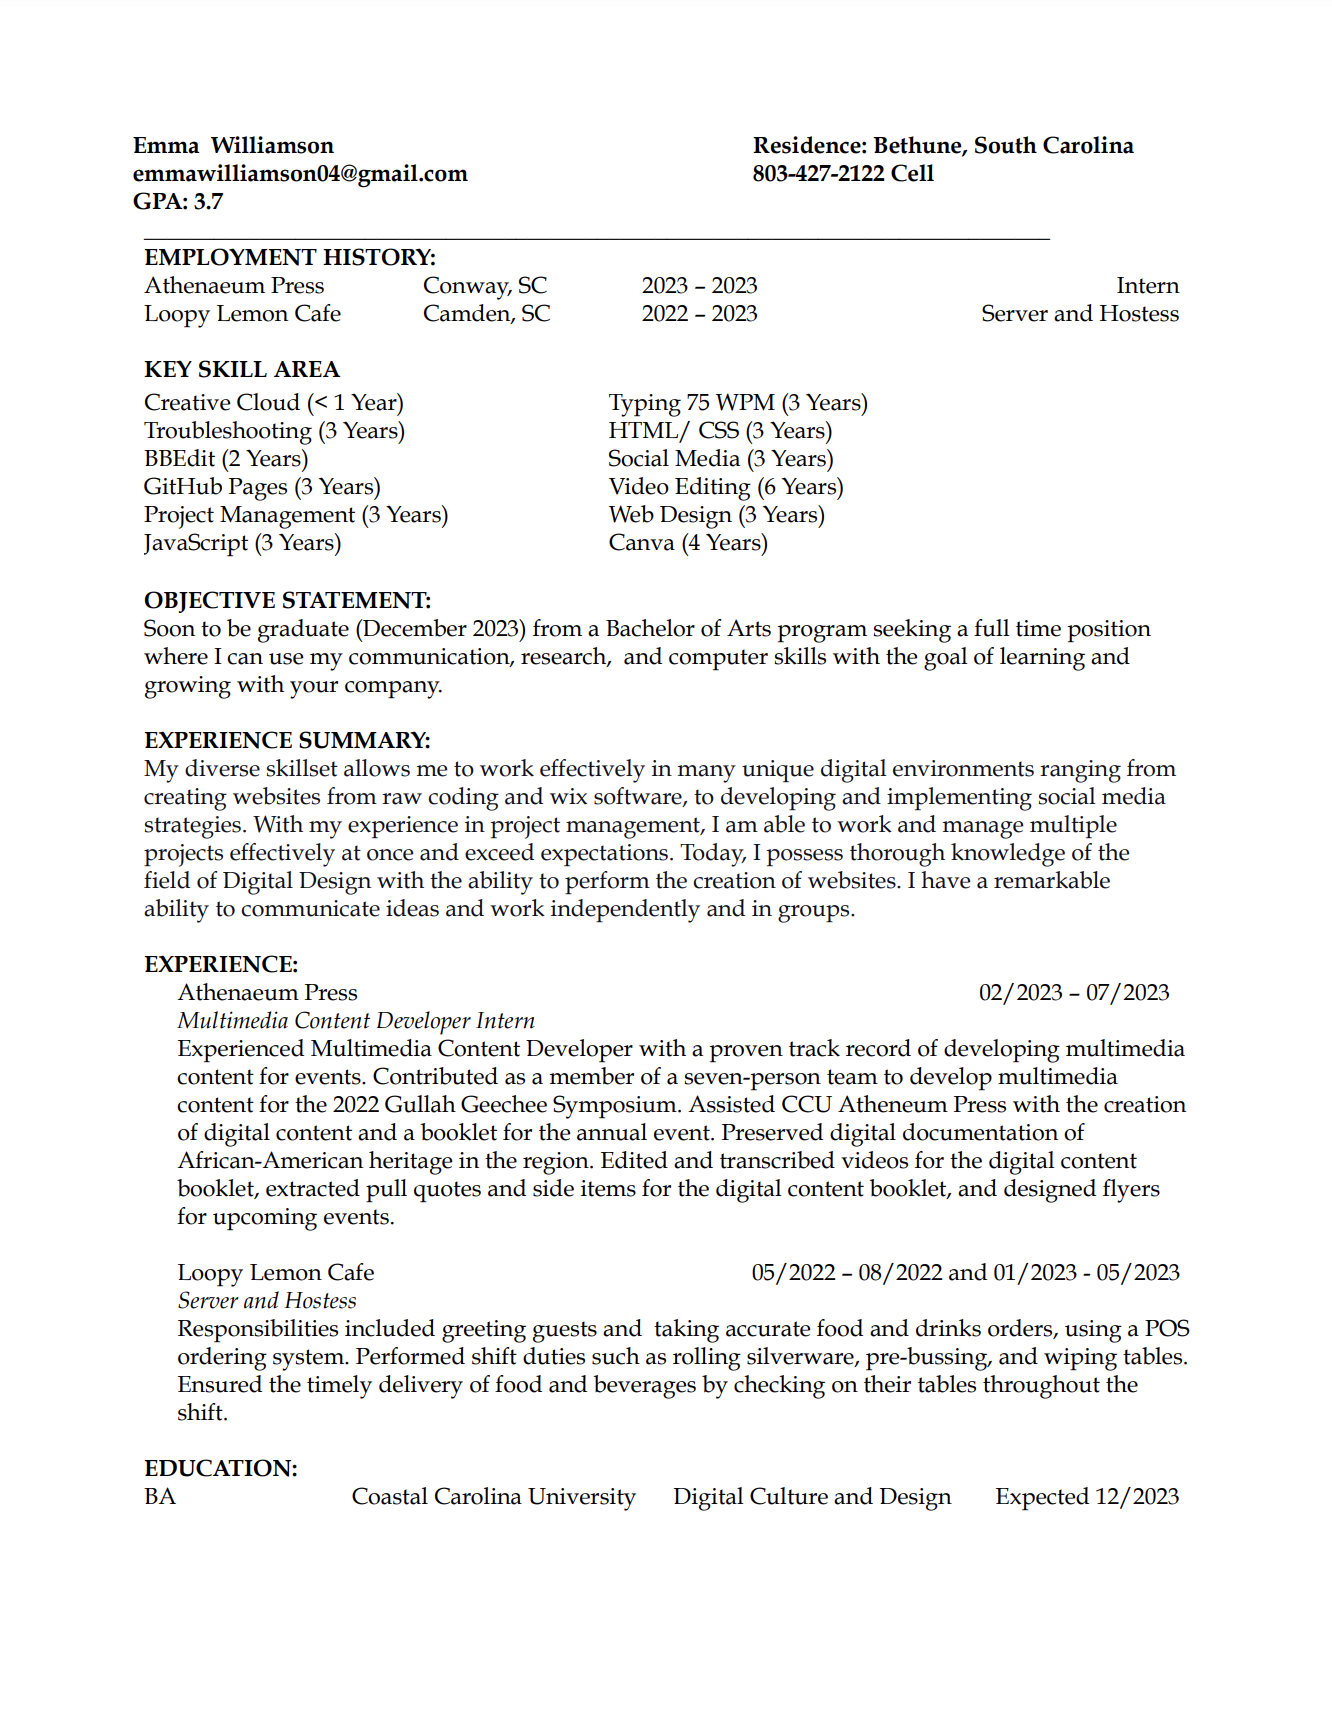 Emma  Williamson Residence: Bethune, South Carolina
emmawilliamson04@gmail.com 803-427-2122 Cell
GPA: 3.7
EMPLOYMENT HISTORY:
Athenaeum Press Conway, SC 2023 – 2023 Intern
Loopy Lemon Cafe Camden, SC 2022 – 2023 Server and Hostess
KEY SKILL AREA
Creative Cloud (< 1 Year) Typing 75 WPM (3 Years)
Troubleshooting (3 Years) HTML/ CSS (3 Years)
BBEdit (2 Years) Social Media (3 Years)
GitHub Pages (3 Years) Video Editing (6 Years)
Project Management (3 Years) Web Design (3 Years)
JavaScript (3 Years) Canva (4 Years)
OBJECTIVE STATEMENT:
Soon to be graduate (December 2023) from a Bachelor of Arts program seeking a full time position
where I can use my communication, research,  and computer skills with the goal of learning and
growing with your company.
EXPERIENCE SUMMARY:
My diverse skillset allows me to work effectively in many unique digital environments ranging from
creating websites from raw coding and wix software, to developing and implementing social media
strategies. With my experience in project management, I am able to work and manage multiple
projects effectively at once and exceed expectations. Today, I possess thorough knowledge of the
field of Digital Design with the ability to perform the creation of websites. I have a remarkable
ability to communicate ideas and work independently and in groups.
EXPERIENCE:
Athenaeum Press 02/2023 – 07/2023
Multimedia Content Developer Intern
Experienced Multimedia Content Developer with a proven track record of developing multimedia
content for events. Contributed as a member of a seven-person team to develop multimedia
content for the 2022 Gullah Geechee Symposium. Assisted CCU Atheneum Press with the creation
of digital content and a booklet for the annual event. Preserved digital documentation of
African-American heritage in the region. Edited and transcribed videos for the digital content
booklet, extracted pull quotes and side items for the digital content booklet, and designed flyers
for upcoming events.
Loopy Lemon Cafe 05/2022 – 08/2022 and 01/2023 - 05/2023
Server and Hostess
Responsibilities included greeting guests and  taking accurate food and drinks orders, using a POS
ordering system. Performed shift duties such as rolling silverware, pre-bussing, and wiping tables.
Ensured the timely delivery of food and beverages by checking on their tables throughout the
shift.
EDUCATION:
BA Coastal Carolina University Digital Culture and Design Expected 12/2023